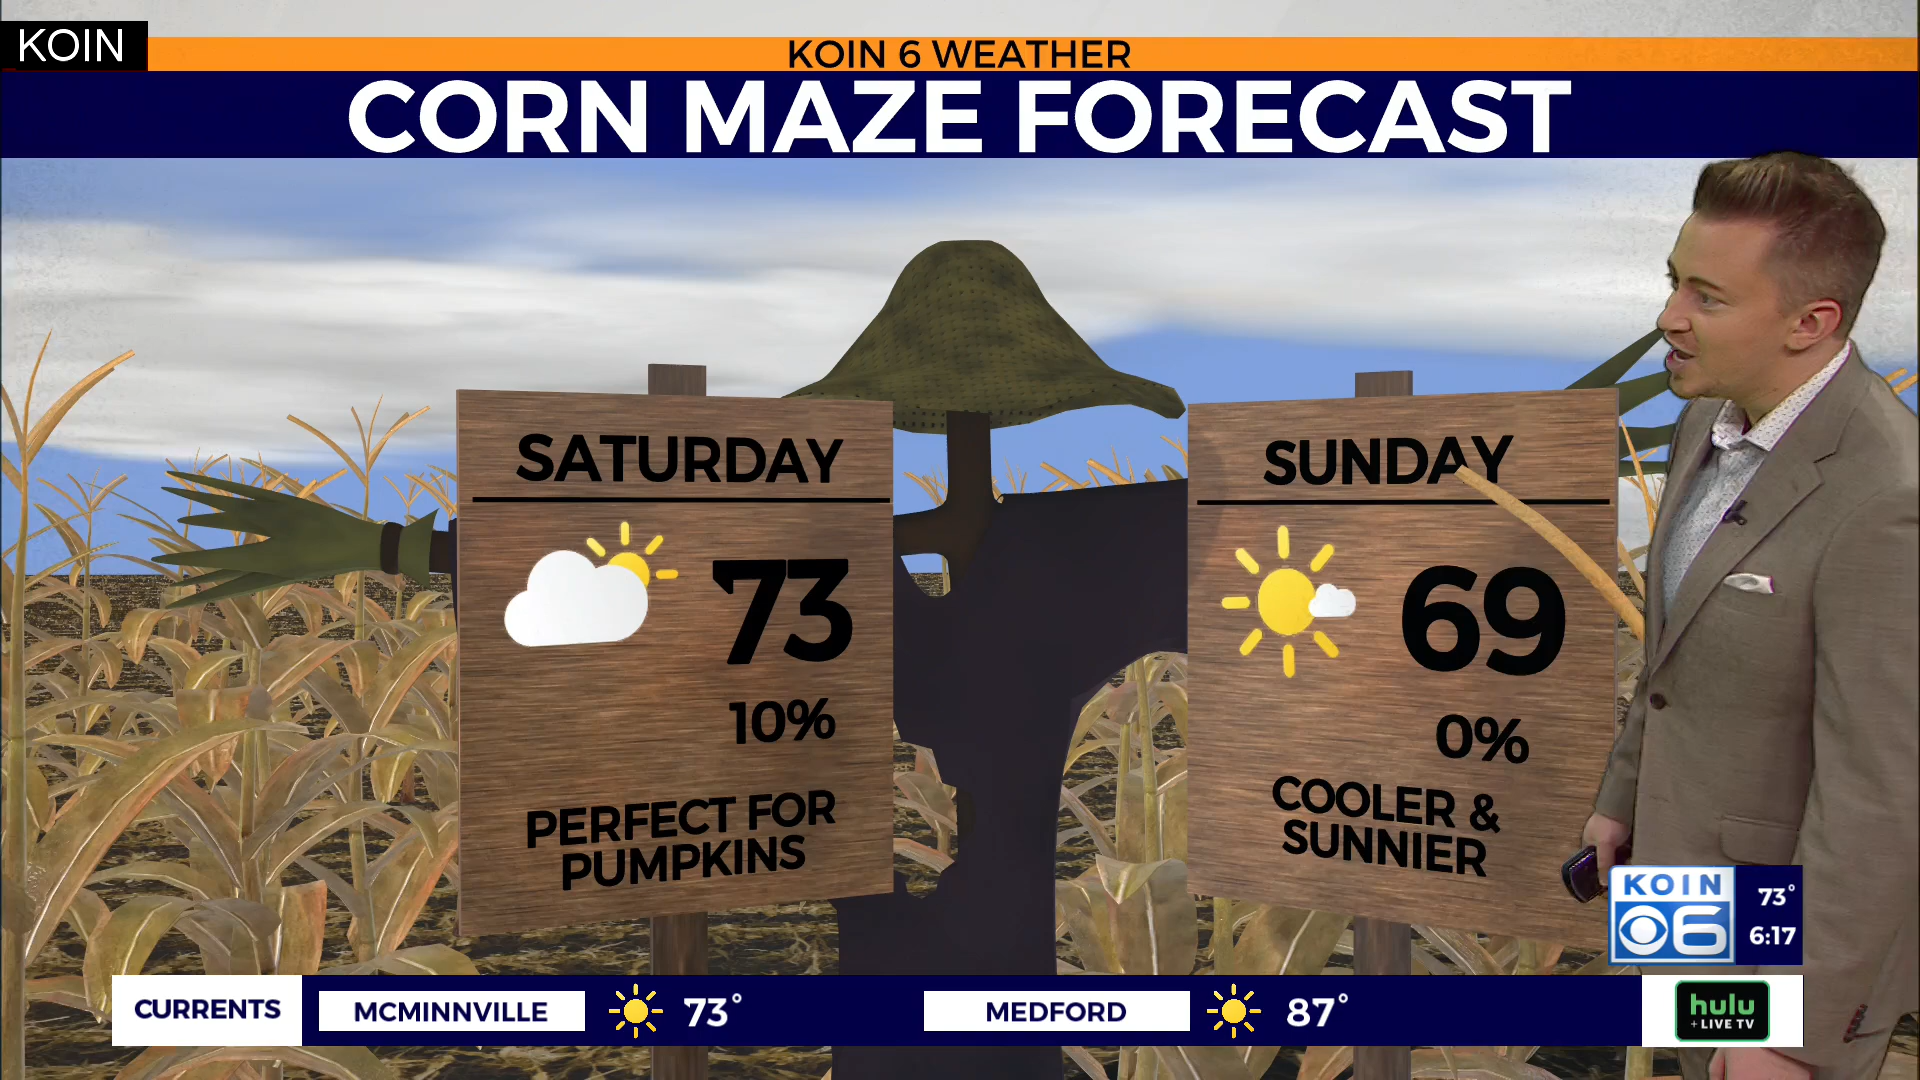 KOIN
KOIN 6 WEATHER
CORN MAZE FORECAST
SATURDAY
73
10%
PERFECT FOR
PUMPKINS
SUNDAY
69
0%
COOLER &
SUNNIER
KOIN
6
73°
6:17
CURRENTS
MCMINNVILLE
73°
MEDFORD
87°
hulu
+ LIVE TV